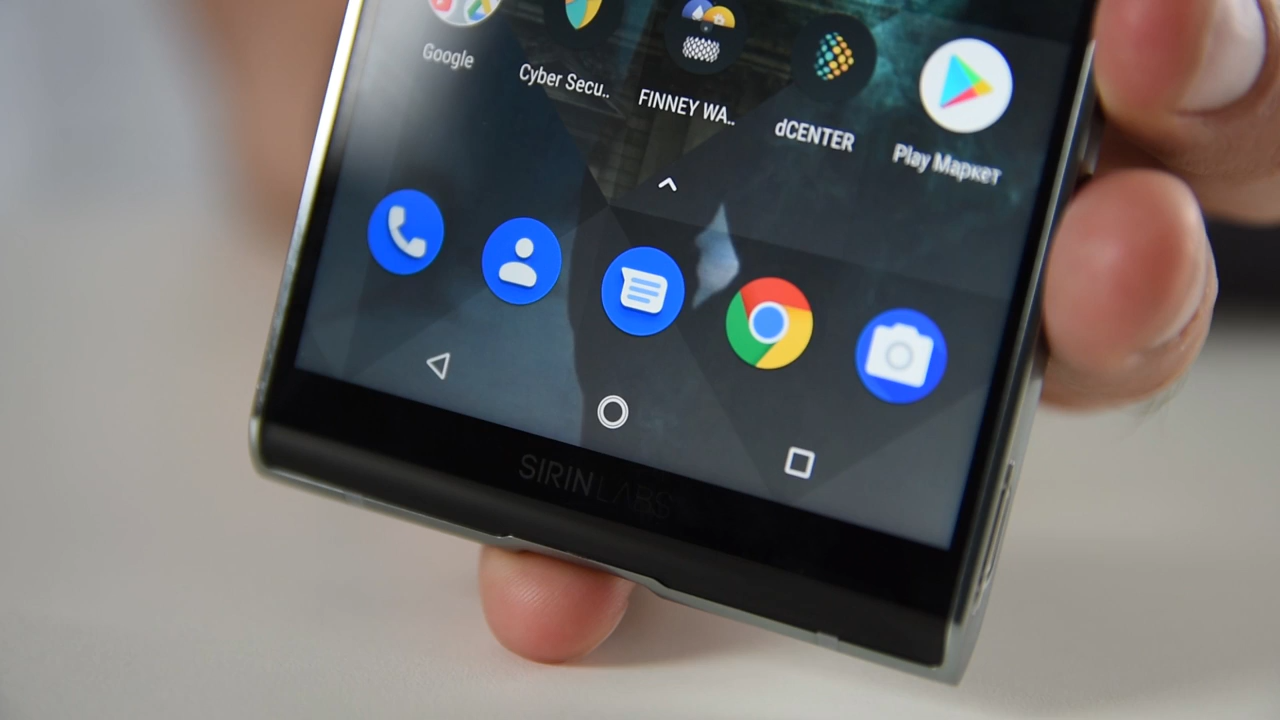 Google
Cyber Secu..
FINNEY WA..
dCENTER
Play Маркет
SIRIN LABS